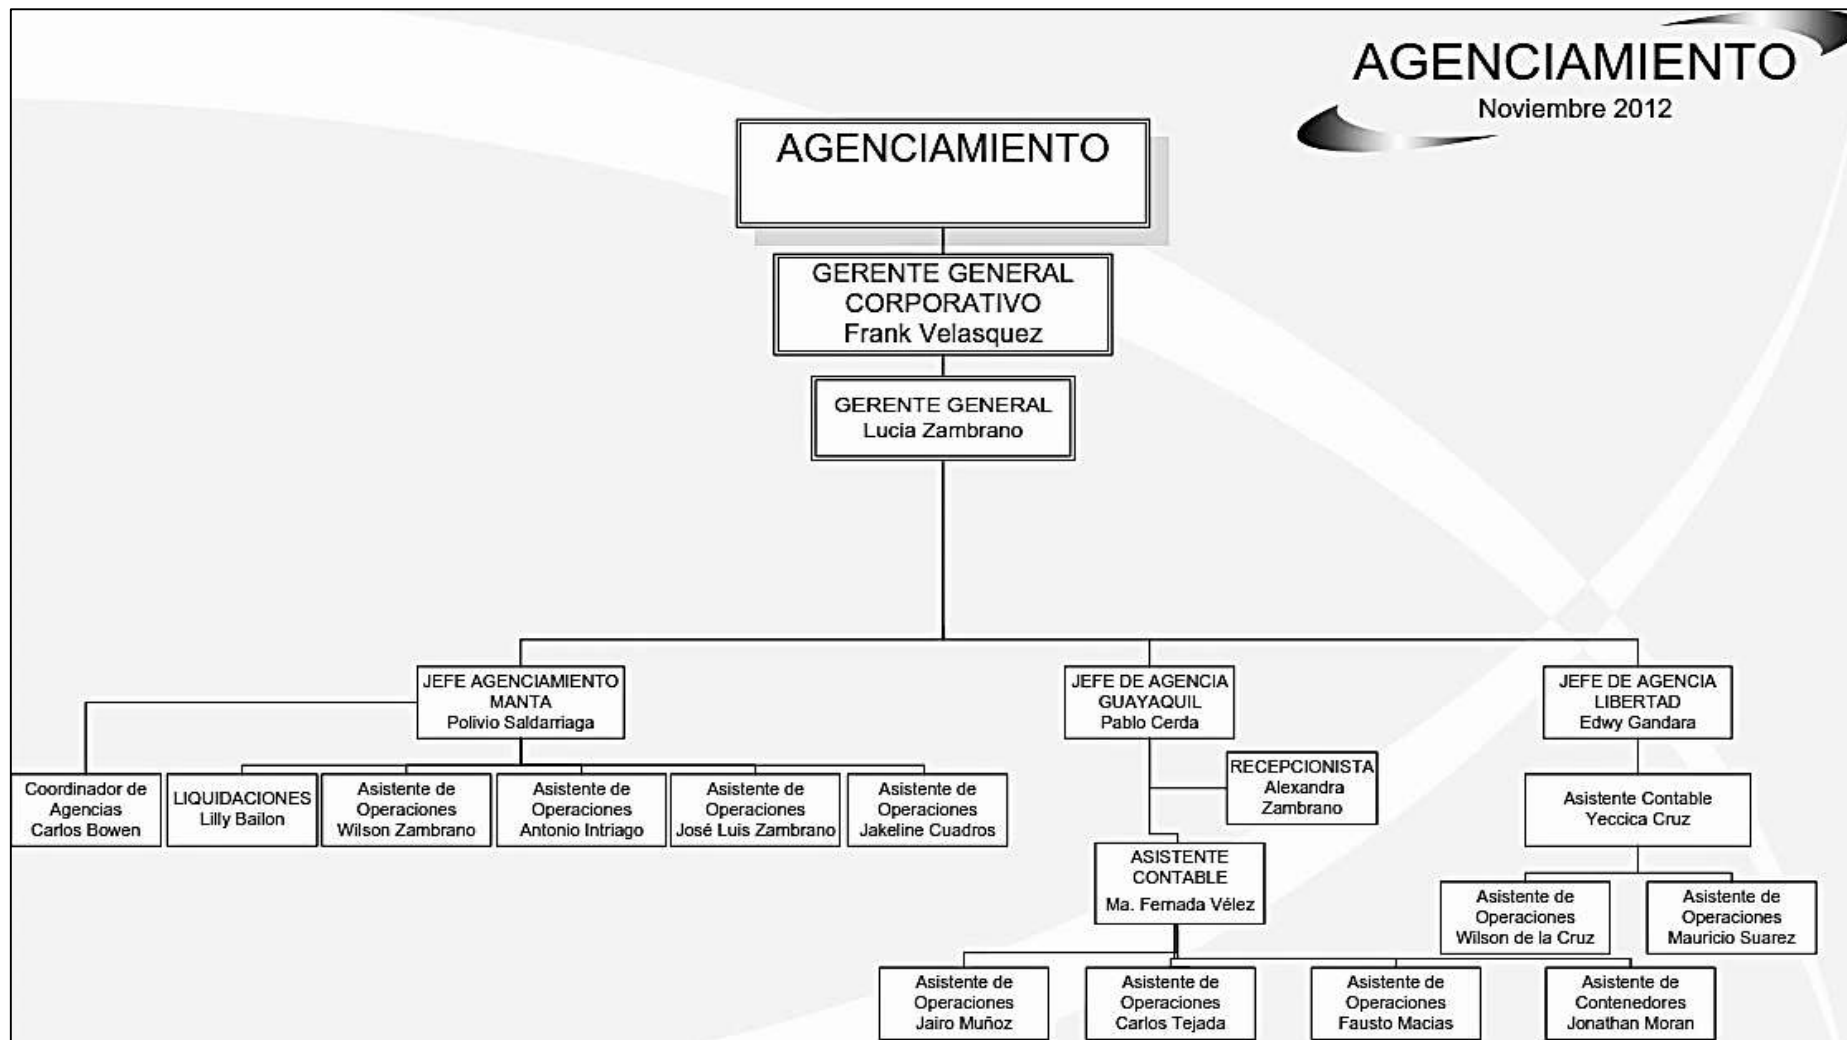 AGENCIAMIENTO
Noviembre 2012
AGENCIAMIENTO
GERENTE GENERAL
CORPORATIVO
Frank Velasquez
GERENTE GENERAL
Lucia Zambrano
JEFE AGENCIAMIENTO
MANTA
Polivio Saldarriaga
JEFE DE AGENCIA
GUAYAQUIL
Pablo Cerda
JEFE DE AGENCIA
LIBERTAD
Edwy Gandara
Coordinador de
Agencias
Carlos Bowen
LIQUIDACIONES
Lilly Bailon
Asistente de
Operaciones
Wilson Zambrano
Asistente de
Operaciones
Antonio Intriago
Asistente de
Operaciones
José Luis Zambrano
Asistente de
Operaciones
Jakeline Cuadros
RECEPCIONISTA
Alexandra
Zambrano
Asistente Contable
Yeccica Cruz
ASISTENTE
CONTABLE
Ma. Fernada Vélez
Asistente de
Operaciones
Wilson de la Cruz
Asistente de
Operaciones
Mauricio Suarez
Asistente de
Operaciones
Jairo Muñoz
Asistente de
Operaciones
Carlos Tejada
Asistente de
Operaciones
Fausto Macias
Asistente de
Contenedores
Jonathan Moran